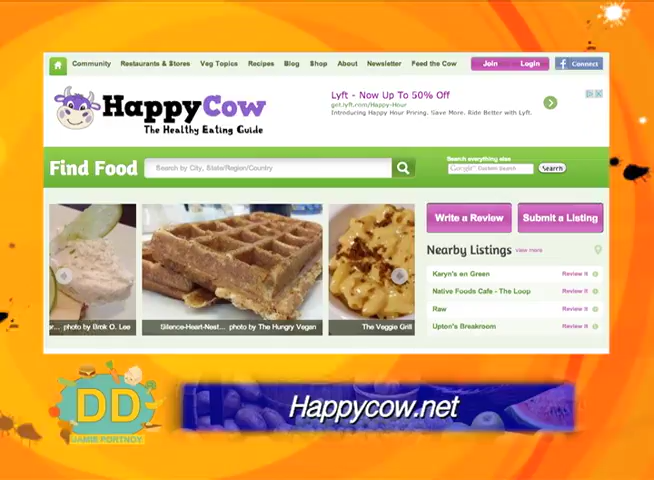 Community Restaurants & Stores Veg Topics Recipes Blog Shop About Newsletter Feed the Cow Join Login Connect
HappyCow
The Healthy Eating Guide
Lyft - Now Up To 50% Off
get.lyft.com/Happy-Hour
Introducing Happy Hour Pricing. Save More. Ride Better with Lyft.
Find Food
Search by City, State/Region/Country
Search everything else
Google Custom Search
Search
Write a Review
Submit a Listing
Nearby Listings view more
Karyn's on Green Review it
Native Foods Cafe - The Loop Review it
Raw Review it
Upton's Breakroom Review it
er... photo by Brok O. Lee
Silence-Heart-Nest... photo by The Hungry Vegan
The Veggie Grill
DD
JAMIE PORTNOY
Happycow.net